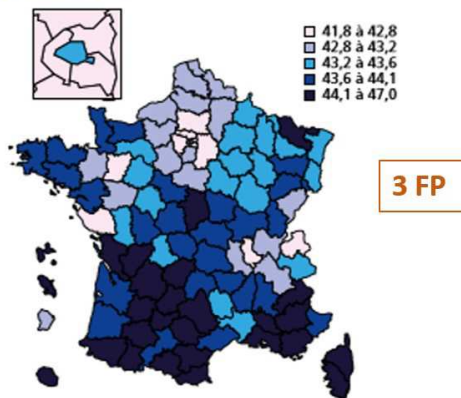 41,8 à 42,8
42,8 à 43,2
43,2 à 43,6
43,6 à 44,1
44,1 à 47,0
3 FP